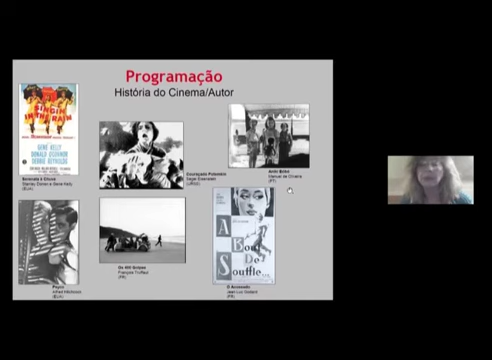 Programação
História do Cinema/Autor
SINGIN'
IN THE RAIN
GENE KELLY
DONALD O'CONNOR
DEBBIE REYNOLDS
Serenata à Chuva
Stanley Donen e Gene Kelly
(EUA)
Couraçado Potemkin
Sergei Eisenstein
(URSS)
Aniki Bóbó
Manoel de Oliveira
(PT)
Psyco
Alfred Hitchcock
(EUA)
Os 400 Golpes
François Truffaut
(FR)
A Bout
De
Souffle
O Acossado
Jean Luc Godard
(FR)